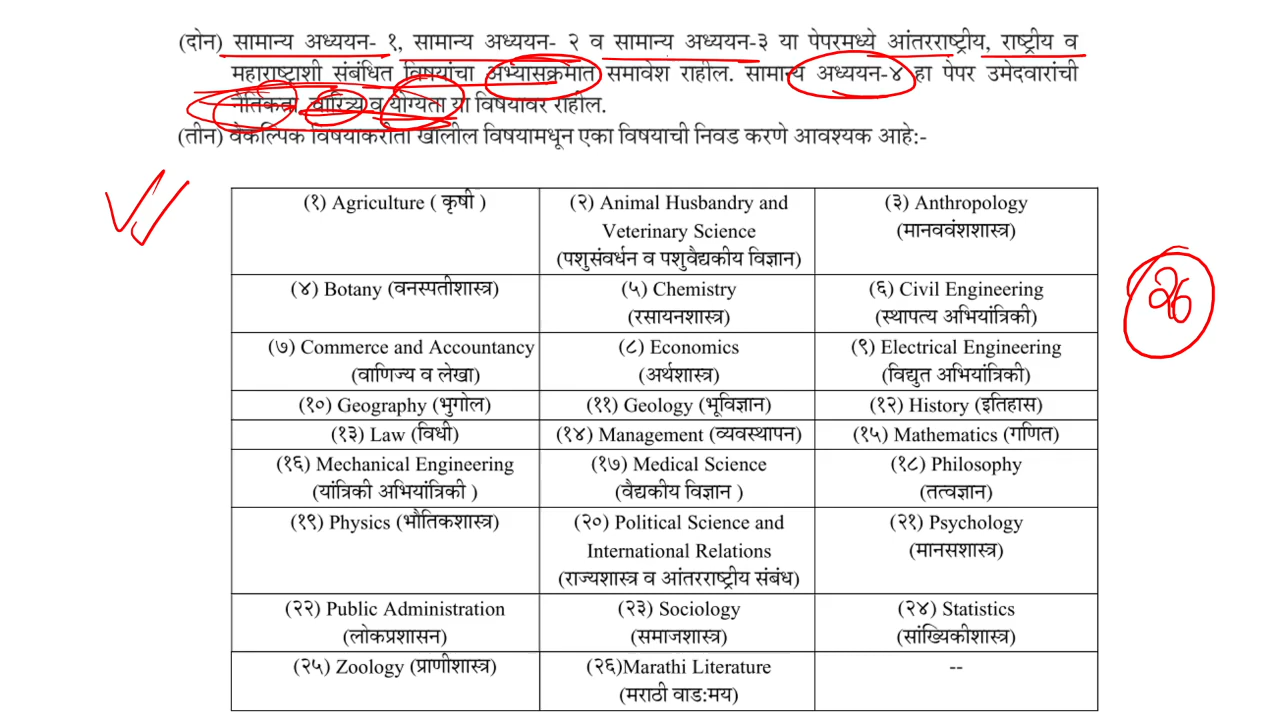 (दोन) सामान्य अध्ययन- १, सामान्य अध्ययन- २ व सामान्य अध्ययन-३ या पेपरमध्ये आंतरराष्ट्रीय, राष्ट्रीय व
महाराष्ट्राशी संबंधित विषयांचा अभ्यासक्रमात समावेश राहील. सामान्य अध्ययन-४ हा पेपर उमेदवारांची
नैतिकता, चारित्र्य व योग्यता या विषयावर राहील.
(तीन) वैकल्पिक विषयाकरीता खालील विषयामधून एका विषयाची निवड करणे आवश्यक आहे:-
(१) Agriculture ( कृषी )
(२) Animal Husbandry and
Veterinary Science
(पशुसंवर्धन व पशुवैद्यकीय विज्ञान)
(३) Anthropology
(मानववंशशास्त्र)
(४) Botany (वनस्पतीशास्त्र)
(५) Chemistry
(रसायनशास्त्र)
(६) Civil Engineering
(स्थापत्य अभियांत्रिकी)
(७) Commerce and Accountancy
(वाणिज्य व लेखा)
(८) Economics
(अर्थशास्त्र)
(९) Electrical Engineering
(विद्युत अभियांत्रिकी)
(१०) Geography (भुगोल)
(११) Geology (भूविज्ञान)
(१२) History (इतिहास)
(१३) Law (विधी)
(१४) Management (व्यवस्थापन)
(१५) Mathematics (गणित)
(१६) Mechanical Engineering
(यांत्रिकी अभियांत्रिकी )
(१७) Medical Science
(वैद्यकीय विज्ञान )
(१८) Philosophy
(तत्वज्ञान)
(१९) Physics (भौतिकशास्त्र)
(२०) Political Science and
International Relations
(राज्यशास्त्र व आंतरराष्ट्रीय संबंध)
(२१) Psychology
(मानसशास्त्र)
(२२) Public Administration
(लोकप्रशासन)
(२३) Sociology
(समाजशास्त्र)
(२४) Statistics
(सांख्यिकीशास्त्र)
(२५) Zoology (प्राणीशास्त्र)
(२६)Marathi Literature
(मराठी वाड:मय)
--
२६